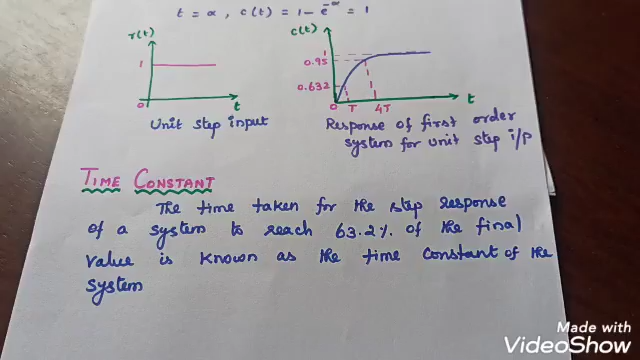 t = α , c(t) = 1 - e^-α = 1
r(t)
1
0
t
Unit step input
c(t)
1
0.95
0.632
0
T
4T
t
Response of first order
system for unit step i/p
TIME CONSTANT
The time taken for the step Response
of a system to reach 63.2% of the final
value is known as the time constant of the
system
Made with
VideoShow